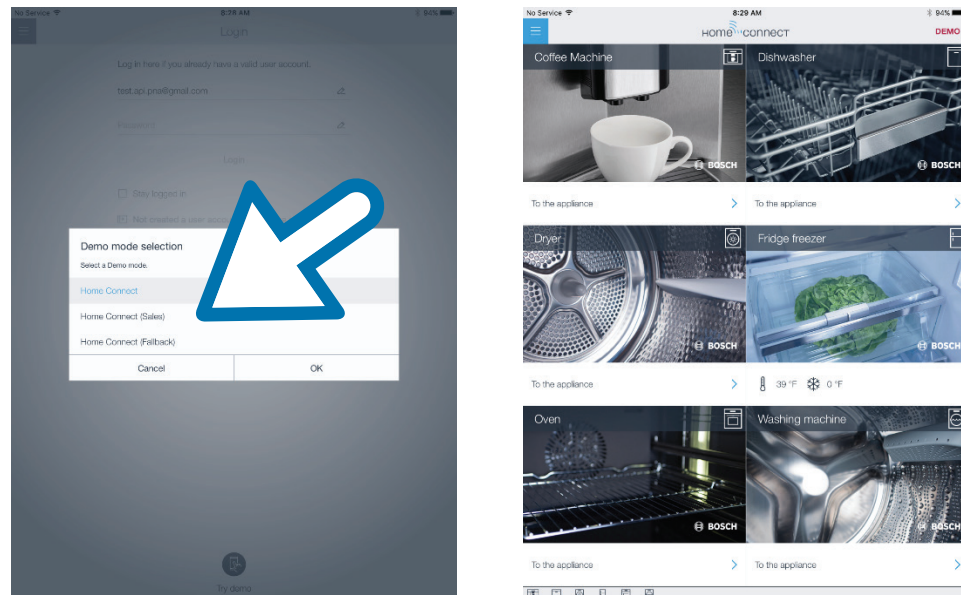 No Service 8:28 AM 94%
Login
Log in here if you already have a valid user account.
test.api.pna@gmail.com
Password
Login
Stay logged in
Not created a user
Demo mode selection
Select a Demo mode.
Home Connect
Home Connect (Sales)
Home Connect (Fallback)
Cancel OK
Try demo
No Service 8:29 AM 94%
HOME CONNECT DEMO
Coffee Machine
BOSCH
To the appliance
Dishwasher
BOSCH
To the appliance
Dryer
BOSCH
To the appliance
Fridge freezer
BOSCH
39 °F 0 °F
Oven
BOSCH
To the appliance
Washing machine
BOSCH
To the appliance